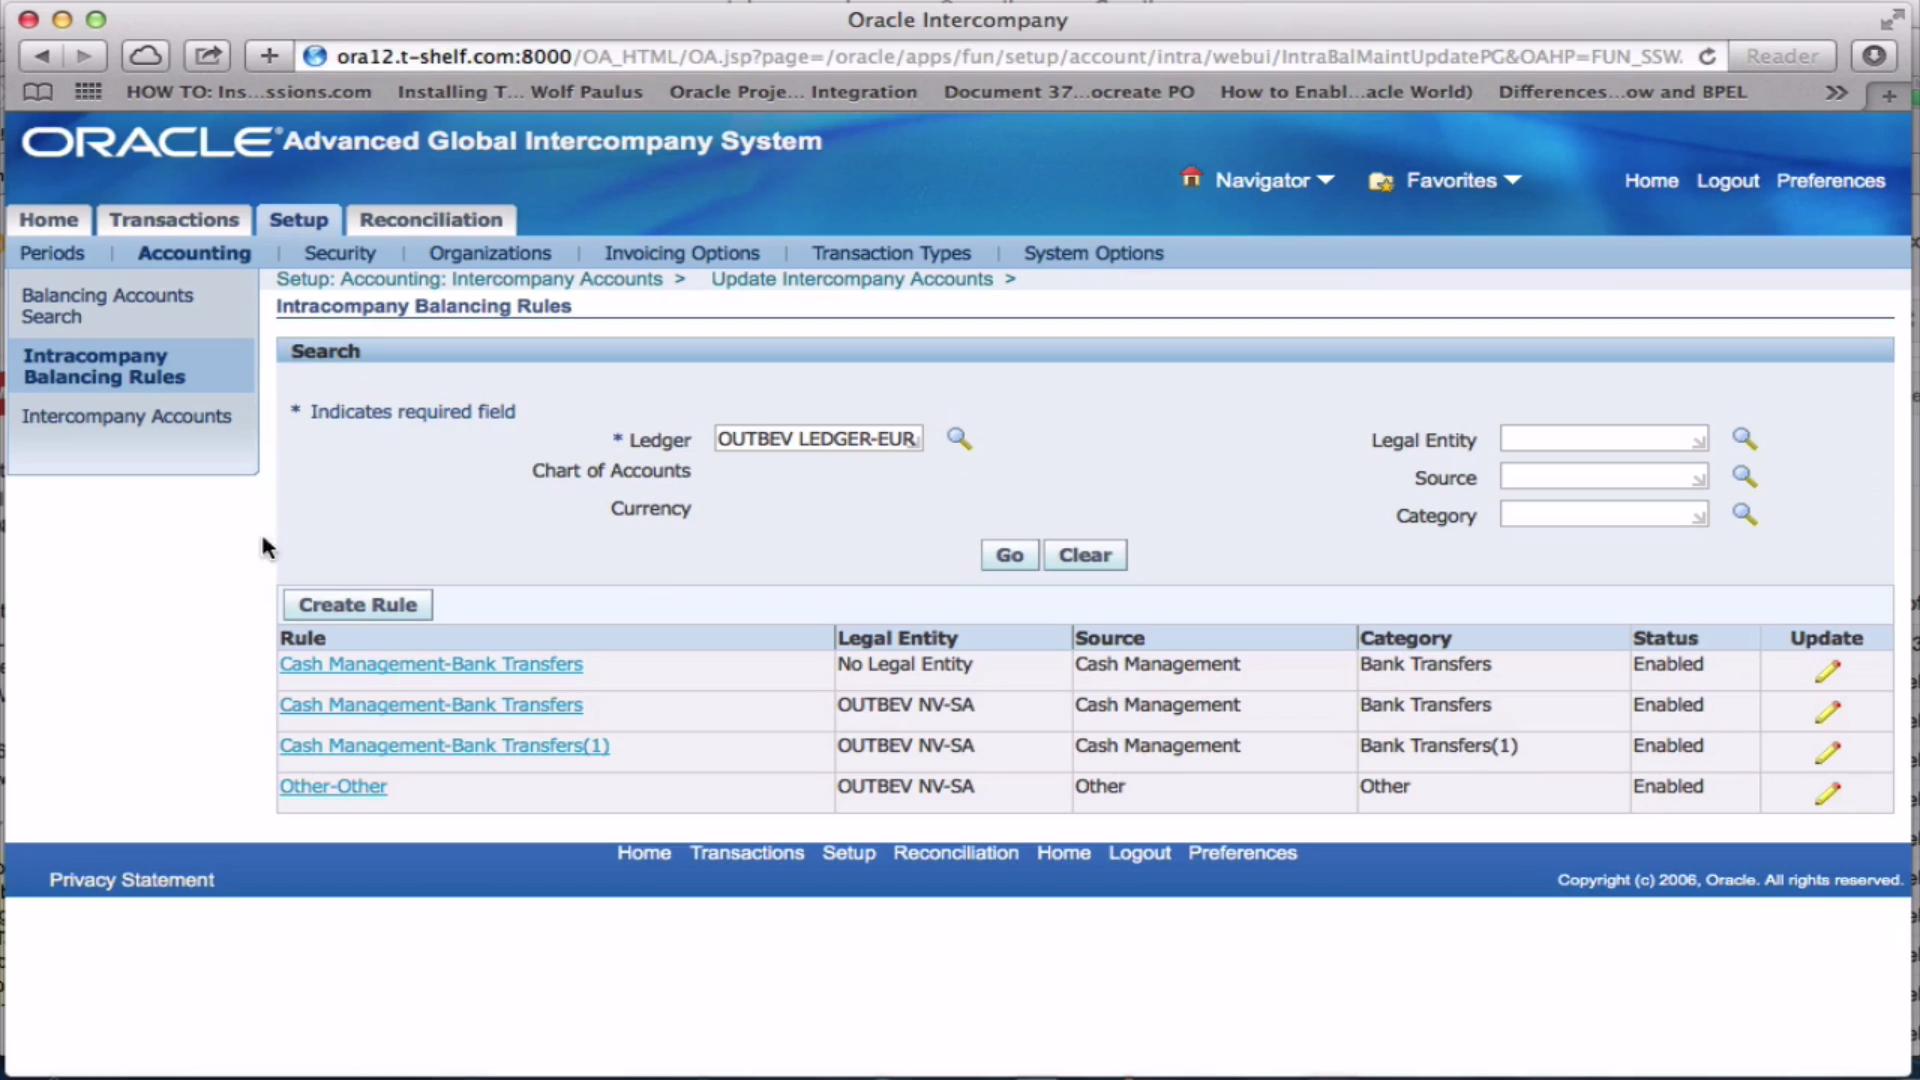 Oracle Intercompany
ora12.t-shelf.com:8000/OA_HTML/OA.jsp?page=/oracle/apps/fun/setup/account/intra/webui/IntraBalMaintUpdatePG&OAHP=FUN_SSW. Reader
HOW TO: Ins...ssions.com Installing T... Wolf Paulus Oracle Proje... Integration Document 37...ocreate PO How to Enabl...acle World) Differences...ow and BPEL
ORACLE Advanced Global Intercompany System
Navigator Favorites Home Logout Preferences
Home Transactions Setup Reconciliation
Periods | Accounting | Security | Organizations | Invoicing Options | Transaction Types | System Options
Setup: Accounting: Intercompany Accounts > Update Intercompany Accounts >
Balancing Accounts
Search
Intracompany
Balancing Rules
Intercompany Accounts
Intracompany Balancing Rules
Search
* Indicates required field
* Ledger OUTBEV LEDGER-EUR Legal Entity
Chart of Accounts Source
Currency Category
Go Clear
Create Rule
Rule Legal Entity Source Category Status Update
Cash Management-Bank Transfers No Legal Entity Cash Management Bank Transfers Enabled
Cash Management-Bank Transfers OUTBEV NV-SA Cash Management Bank Transfers Enabled
Cash Management-Bank Transfers(1) OUTBEV NV-SA Cash Management Bank Transfers(1) Enabled
Other-Other OUTBEV NV-SA Other Other Enabled
Home Transactions Setup Reconciliation Home Logout Preferences
Privacy Statement Copyright (c) 2006, Oracle. All rights reserved.